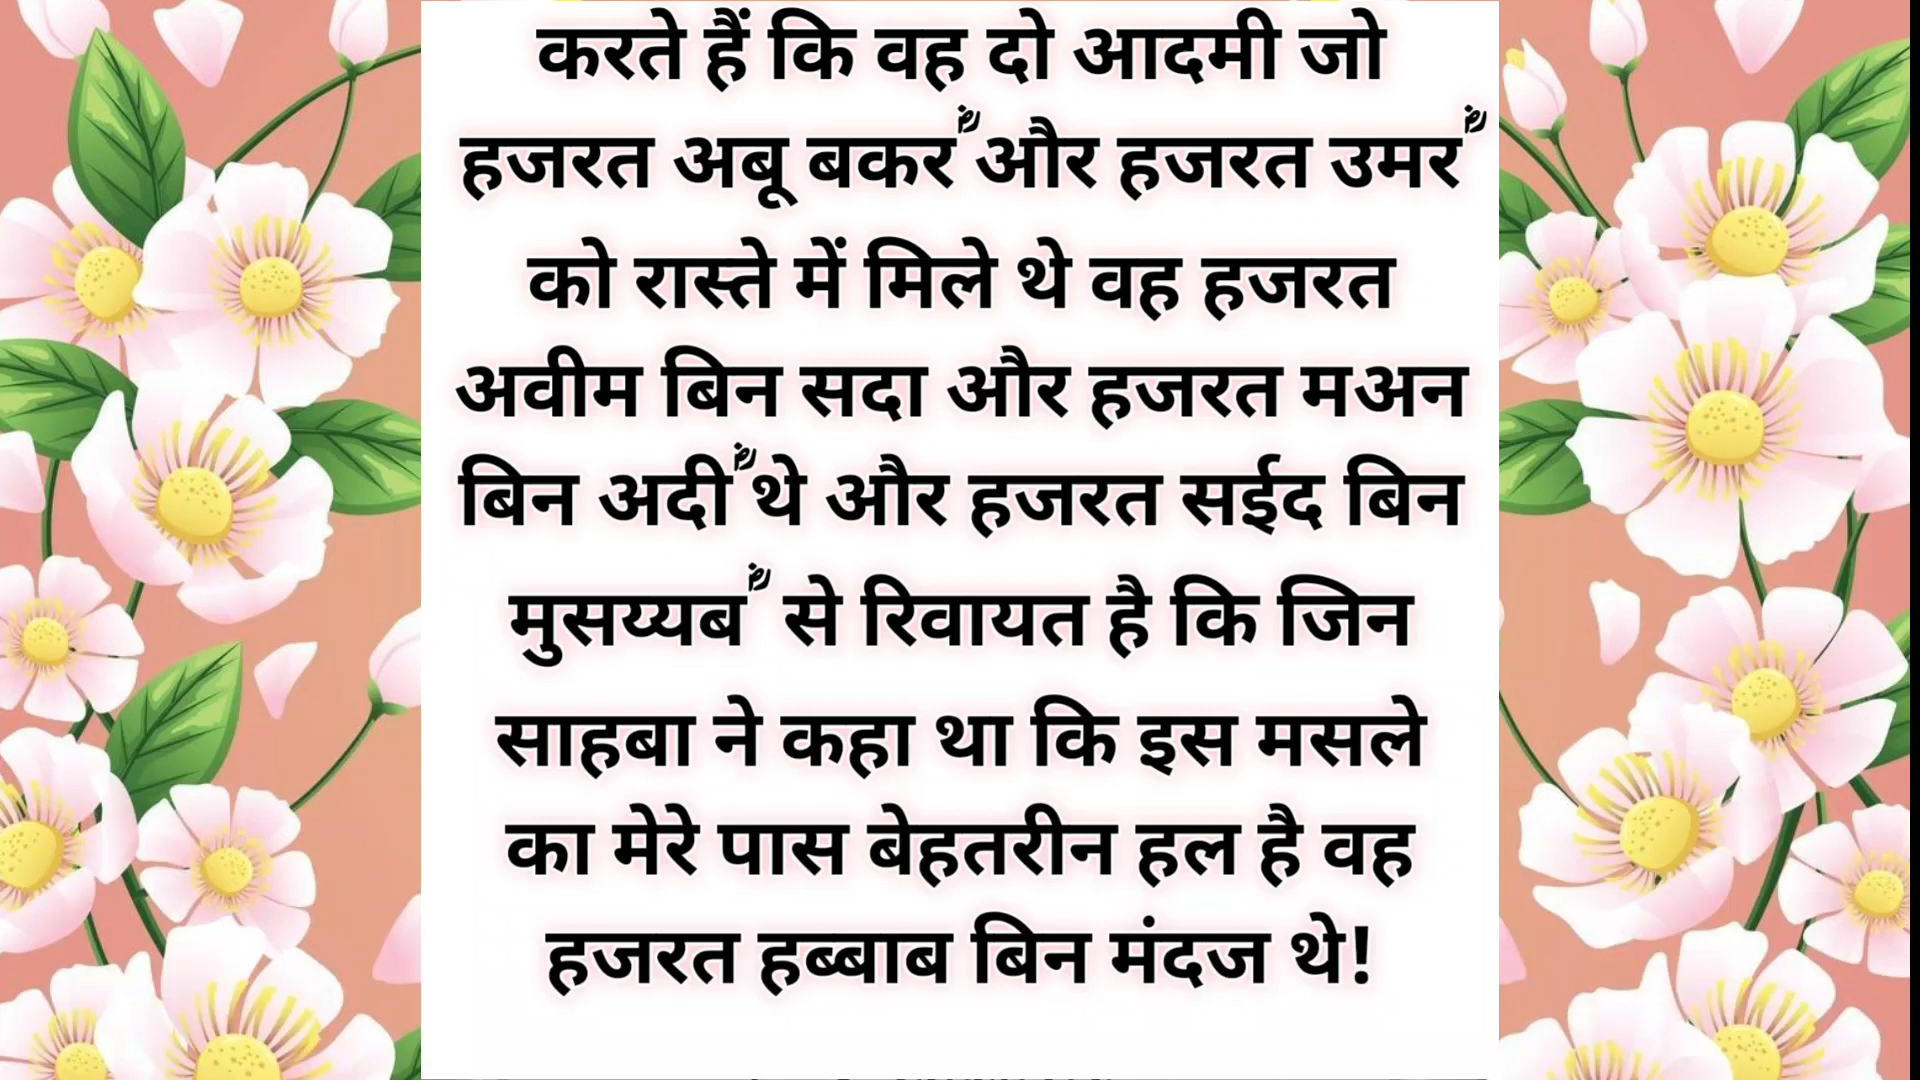 करते हैं कि वह दो आदमी जो
हजरत अबू बकरؓ और हजरत उमरؓ
को रास्ते में मिले थे वह हजरत
अवीम बिन सदा और हजरत मअन
बिन अदीؓ थे और हजरत सईद बिन
मुसय्यबؓ से रिवायत है कि जिन
साहबा ने कहा था कि इस मसले
का मेरे पास बेहतरीन हल है वह
हजरत हब्बाब बिन मंदज थे!